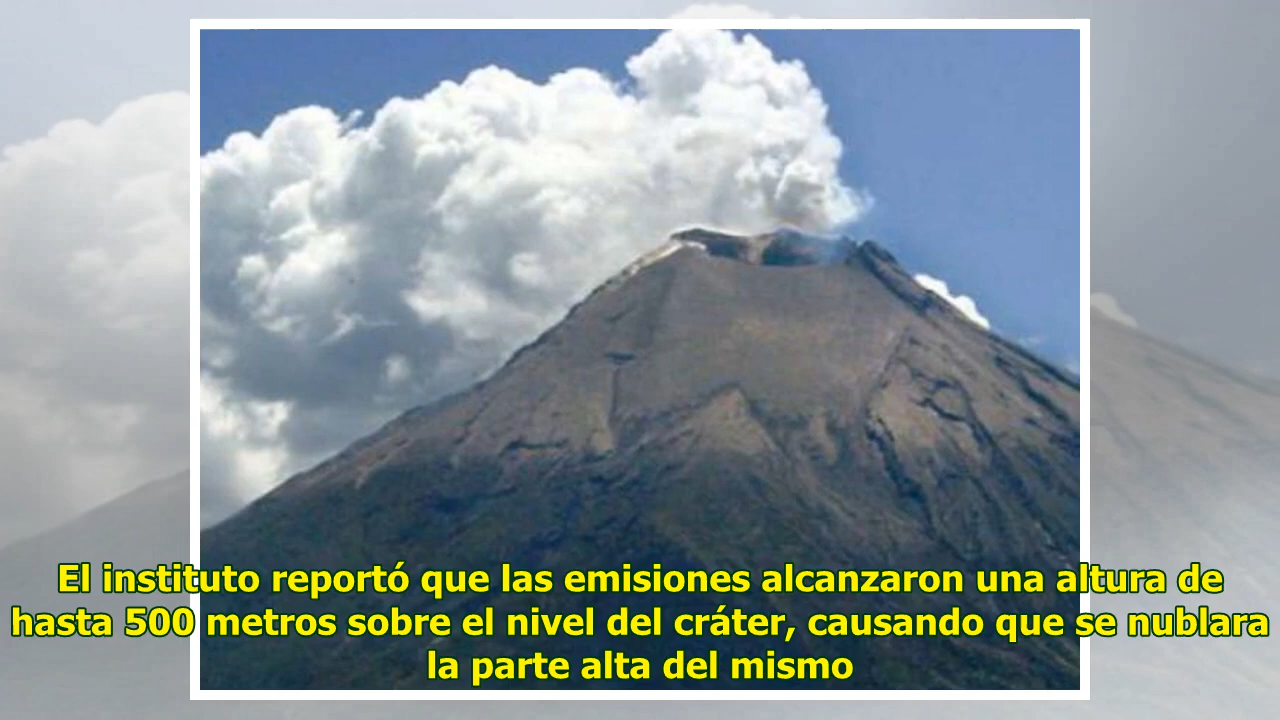 El instituto reportó que las emisiones alcanzaron una altura de
hasta 500 metros sobre el nivel del cráter, causando que se nublara
la parte alta del mismo